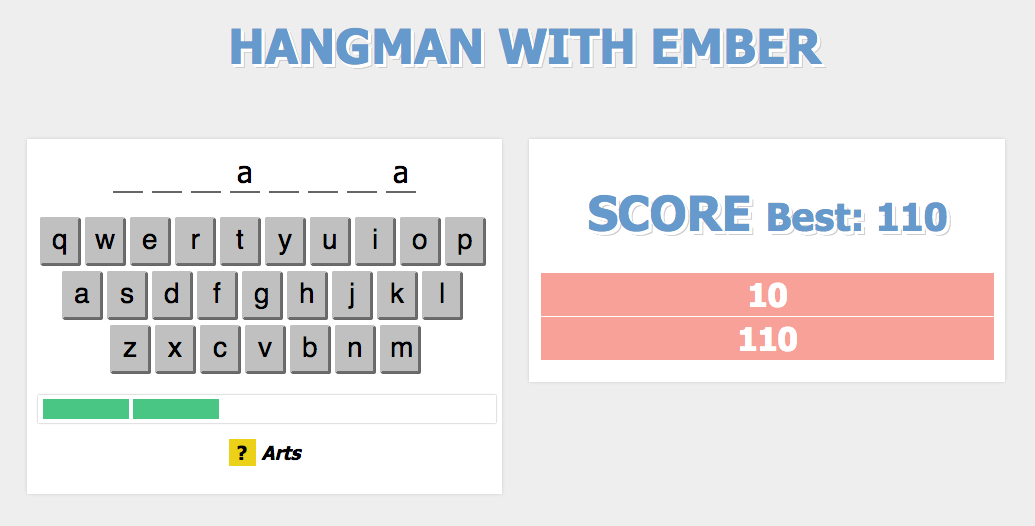 HANGMAN WITH EMBER
a a
q w e r t y u i o p
a s d f g h j k l
z x c v b n m
? Arts
SCORE Best: 110
10
110